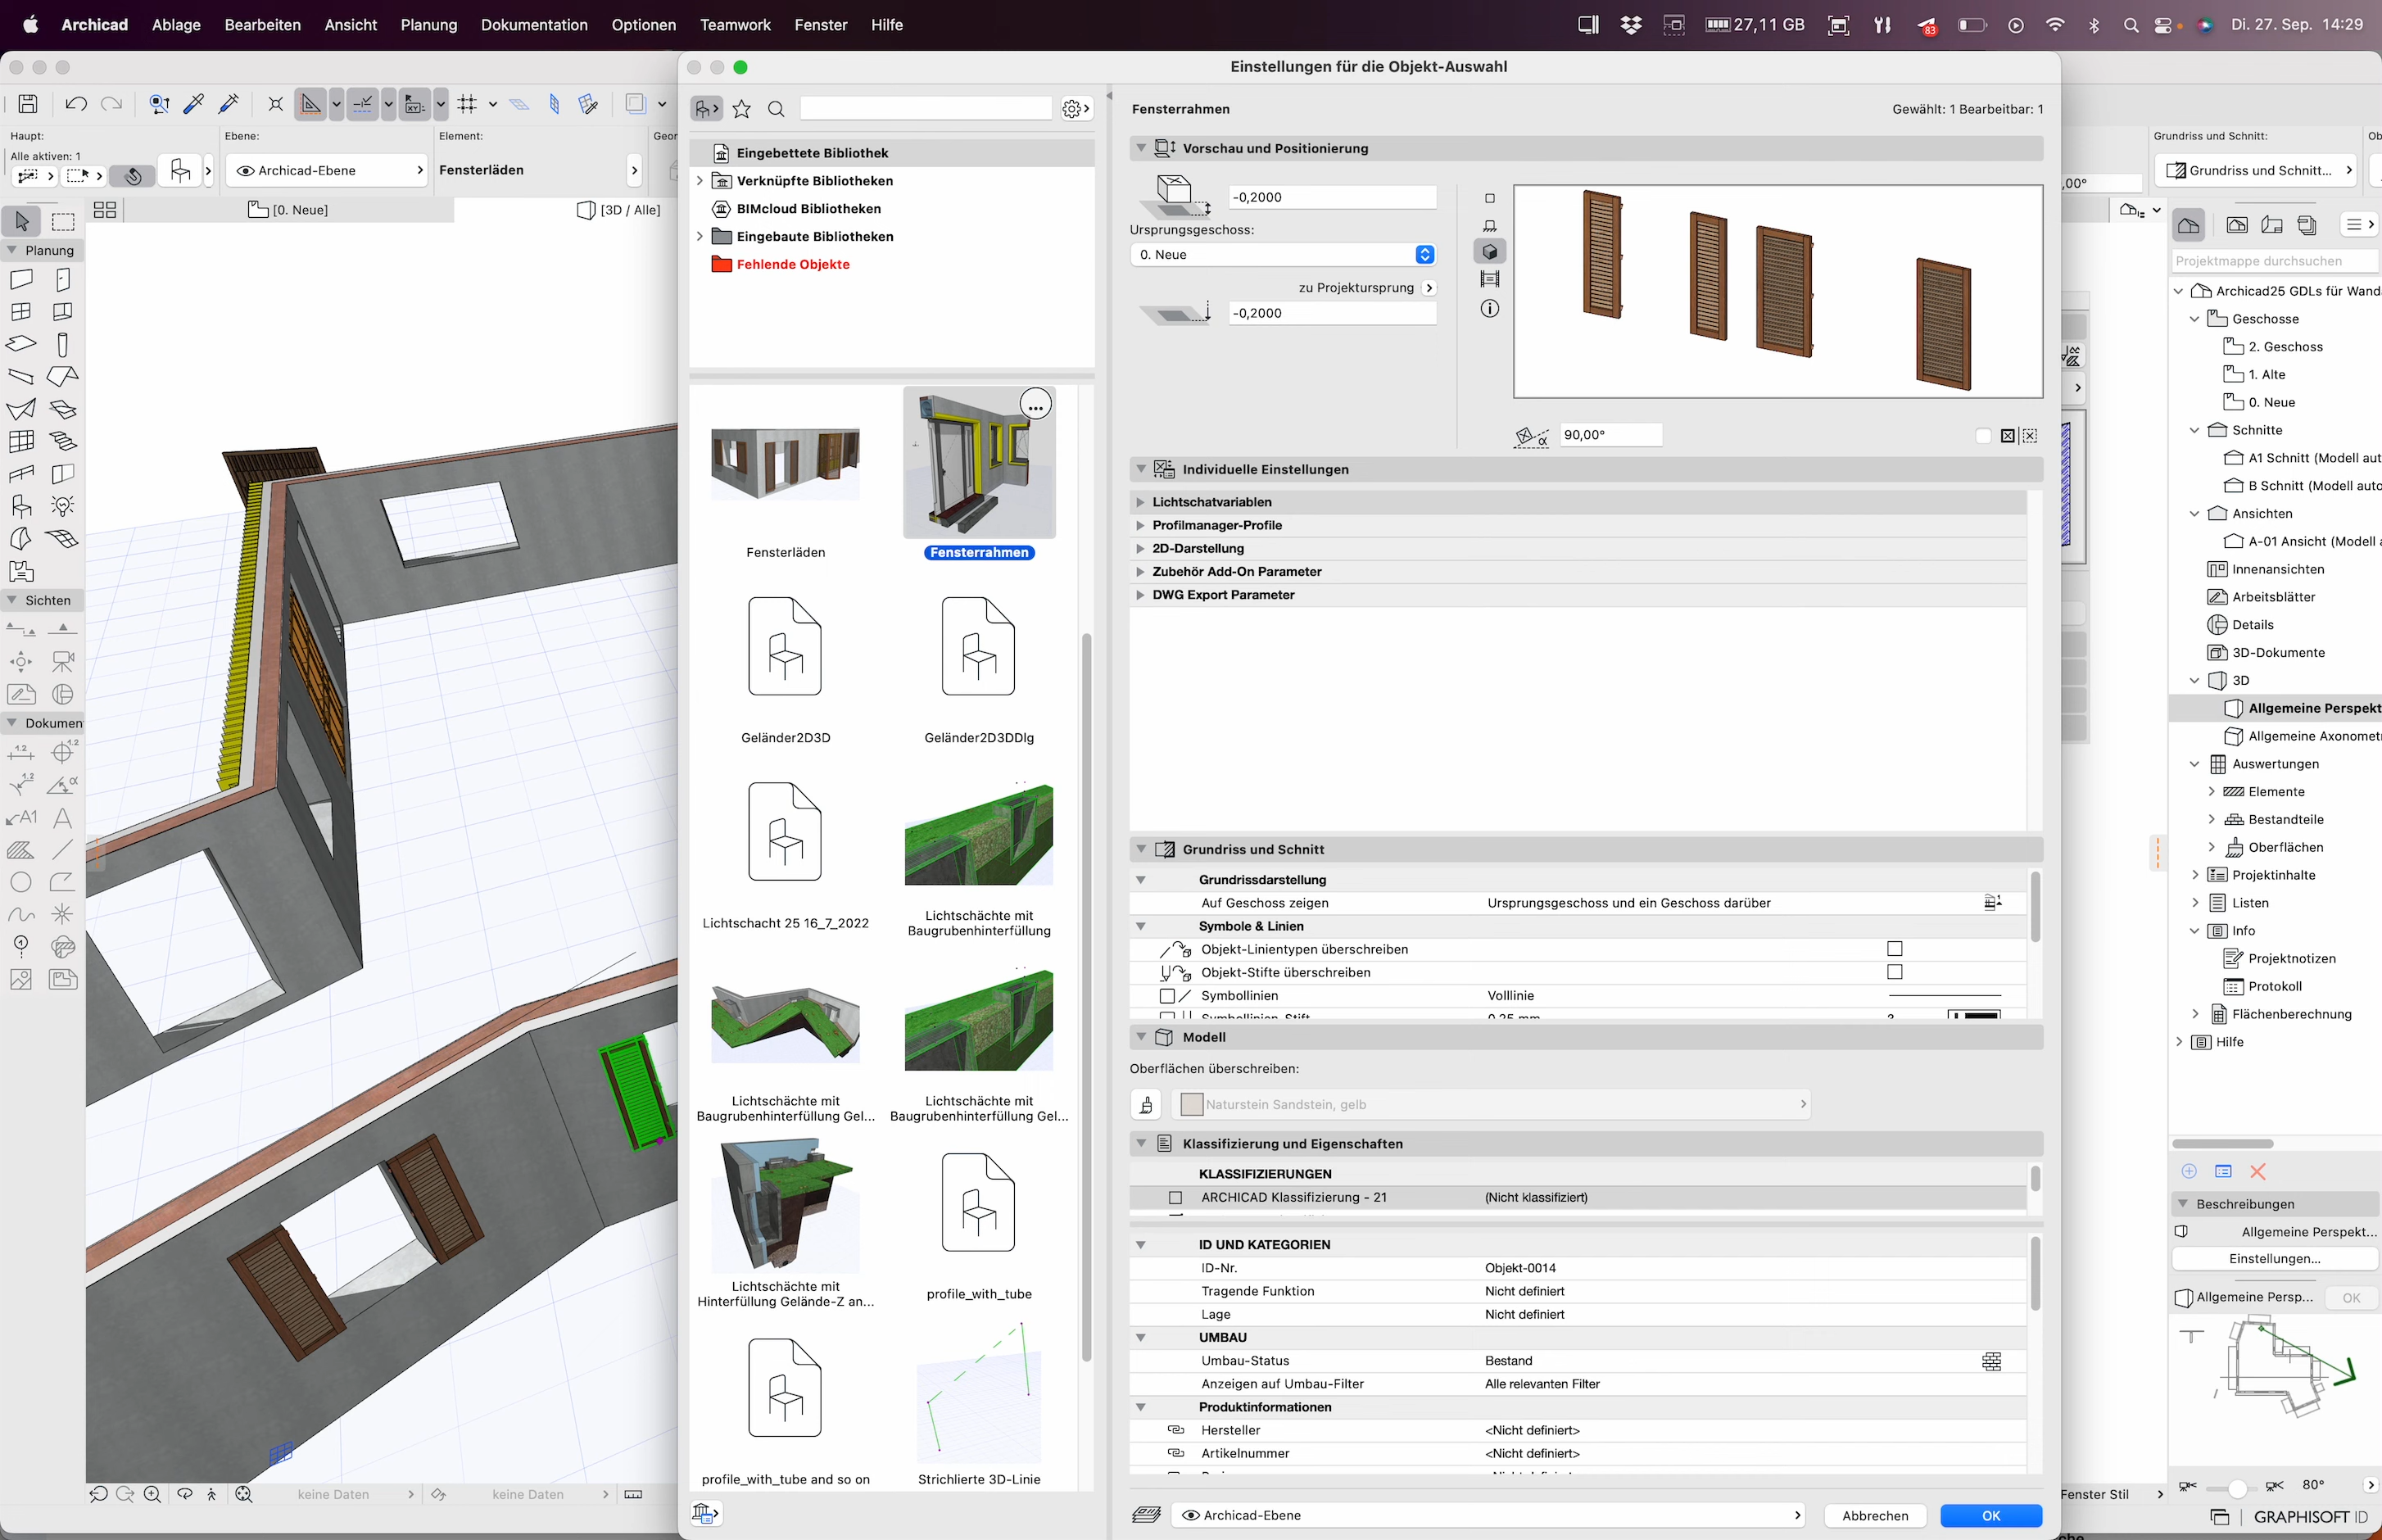 Archicad Ablage Bearbeiten Ansicht Planung Dokumentation Optionen Teamwork Fenster Hilfe
27,11 GB
83
Di. 27. Sep. 14:29
Haupt:
Alle aktiven: 1
Ebene:
Archicad-Ebene
Element:
Fensterläden
[0. Neue]
[3D / Alle]
Planung
Sichten
1.2
1.2
1.2
A1
keine Daten
keine Daten
Einstellungen für die Objekt-Auswahl
Eingebettete Bibliothek
Verknüpfte Bibliotheken
BIMcloud Bibliotheken
Eingebaute Bibliotheken
Fehlende Objekte
Fensterläden
Fensterrahmen
Geländer2D3D
Geländer2D3DDlg
Lichtschacht 25 16_7_2022
Lichtschächte mit
Baugrubenhinterfüllung
Lichtschächte mit
Baugrubenhinterfüllung Gel...
Lichtschächte mit
Baugrubenhinterfüllung Gel...
Lichtschächte mit
Hinterfüllung Gelände-Z an...
profile_with_tube
profile_with_tube and so on
Strichlierte 3D-Linie
Fensterrahmen
Gewählt: 1 Bearbeitbar: 1
Vorschau und Positionierung
-0,2000
Ursprungsgeschoss:
0. Neue
zu Projektursprung
-0,2000
90,00°
Individuelle Einstellungen
Lichtschatvariablen
Profilmanager-Profile
2D-Darstellung
Zubehör Add-On Parameter
DWG Export Parameter
Grundriss und Schnitt
Grundrissdarstellung
Auf Geschoss zeigen Ursprungsgeschoss und ein Geschoss darüber
Symbole & Linien
Objekt-Linientypen überschreiben
Objekt-Stifte überschreiben
Symbollinien Volllinie
Modell
Oberflächen überschreiben:
Naturstein Sandstein, gelb
Klassifizierung und Eigenschaften
KLASSIFIZIERUNGEN
ARCHICAD Klassifizierung - 21 (Nicht klassifiziert)
ID UND KATEGORIEN
ID-Nr. Objekt-0014
Tragende Funktion Nicht definiert
Lage Nicht definiert
UMBAU
Umbau-Status Bestand
Anzeigen auf Umbau-Filter Alle relevanten Filter
Produktinformationen
Hersteller <Nicht definiert>
Artikelnummer <Nicht definiert>
Archicad-Ebene
Abbrechen
OK
Grundriss und Schnitt:
Grundriss und Schnitt...
,00°
Projektmappe durchsuchen
Archicad25 GDLs für Wand
Geschosse
2. Geschoss
1. Alte
0. Neue
Schnitte
A1 Schnitt (Modell aut
B Schnitt (Modell auto
Ansichten
A-01 Ansicht (Modell a
Innenansichten
Arbeitsblätter
Details
3D-Dokumente
3D
Allgemeine Perspekt
Allgemeine Axonomet
Auswertungen
Elemente
Bestandteile
Oberflächen
Projektinhalte
Listen
Info
Projektnotizen
Protokoll
Flächenberechnung
Hilfe
Beschreibungen
Allgemeine Perspekt...
Einstellungen...
Allgemeine Persp...
OK
80°
Fenster Stil
GRAPHISOFT ID